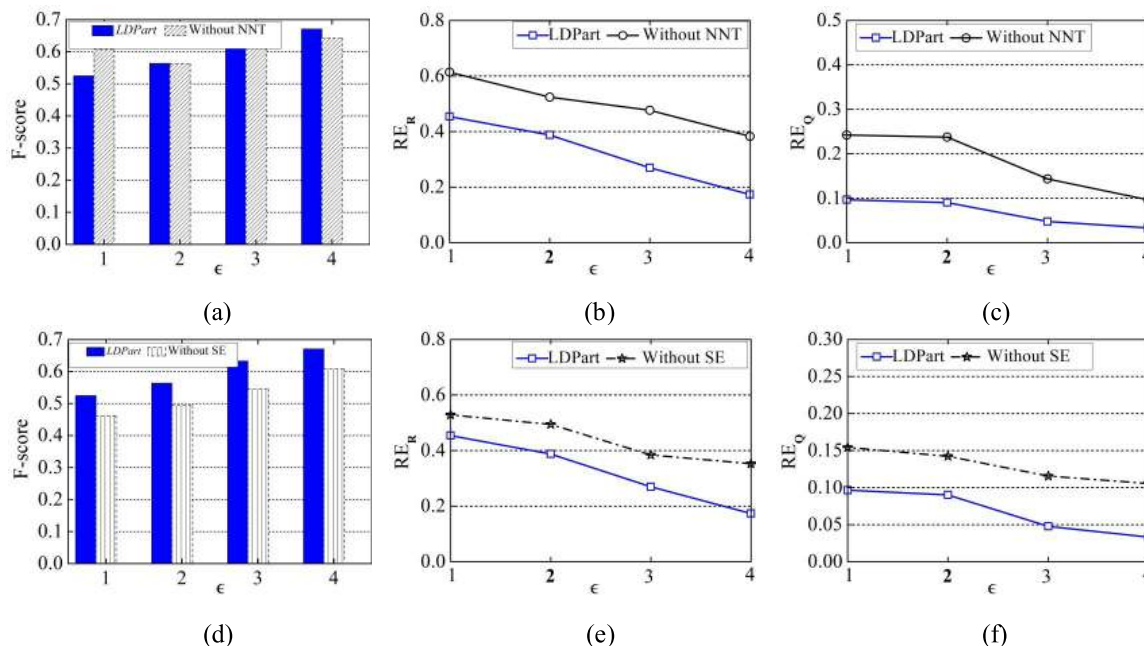 LDPart Without NNT
F-score
0.7
0.6
0.5
0.4
0.3
0.2
0.1
0.0
1 2 3 4
ϵ
(a)
LDPart Without NNT
RE_R
0.8
0.6
0.4
0.2
0.0
1 2 3 4
ϵ
(b)
LDPart Without NNT
RE_Q
0.5
0.4
0.3
0.2
0.1
0.0
1 2 3 4
ϵ
(c)
LDPart Without SE
F-score
0.7
0.6
0.5
0.4
0.3
0.2
0.1
0.0
1 2 3 4
ϵ
(d)
LDPart Without SE
RE_R
0.8
0.6
0.4
0.2
0.0
1 2 3 4
ϵ
(e)
LDPart Without SE
RE_Q
0.30
0.25
0.20
0.15
0.10
0.05
0.00
1 2 3 4
ϵ
(f)